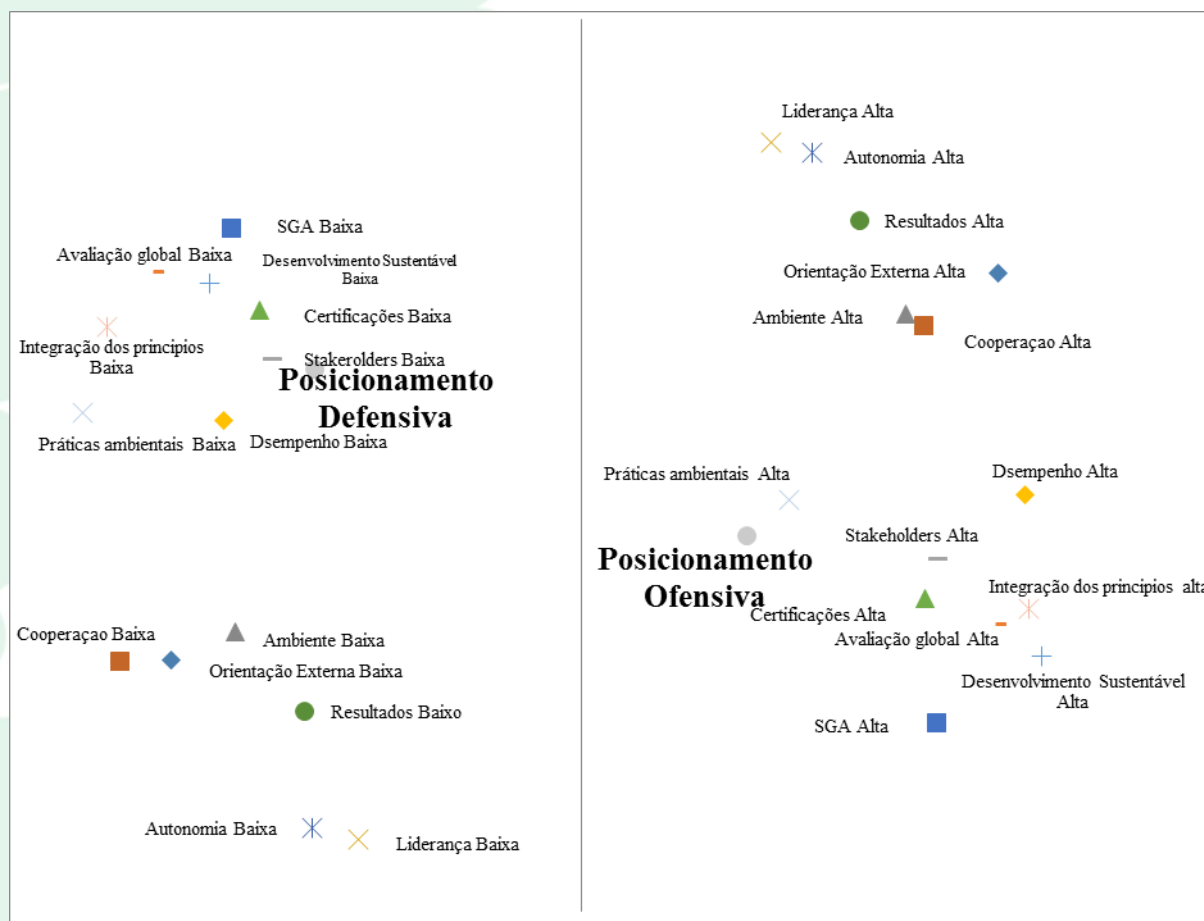 Liderança Alta
Autonomia Alta
Resultados Alta
Orientação Externa Alta
Ambiente Alta
Cooperaçao Alta
SGA Baixa
Avaliação global Baixa
Desenvolvimento Sustentável
Baixa
Certificações Baixa
Integração dos principios
Baixa
Stakerolders Baixa
Posicionamento
Defensiva
Práticas ambientais Baixa
Dsempenho Baixa
Práticas ambientais Alta
Dsempenho Alta
Stakeholders Alta
Posicionamento
Ofensiva
Integração dos principios alta
Certificações Alta
Avaliação global Alta
Desenvolvimento Sustentável
Alta
SGA Alta
Cooperaçao Baixa
Ambiente Baixa
Orientação Externa Baixa
Resultados Baixo
Autonomia Baixa
Liderança Baixa